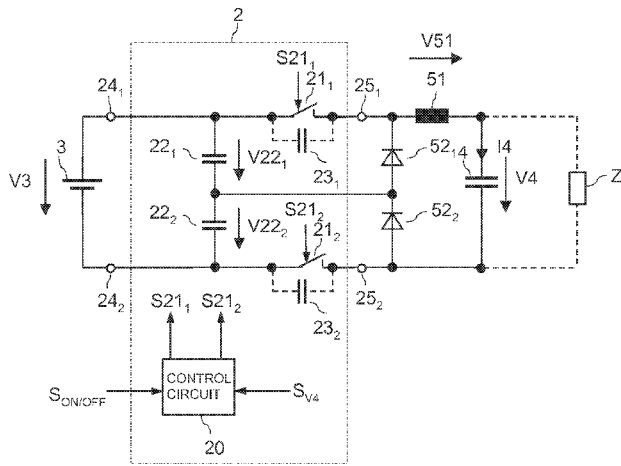 2
S21₁
V51
24₁
21₁
25₁
51
3
22₁
V22₁
23₁
52₁
14
I4
V3
V4
Z
22₂
V22₂
S21₂
21₂
52₂
24₂
25₂
23₂
S21₁
S21₂
S_ON/OFF
CONTROL
CIRCUIT
S_V4
20